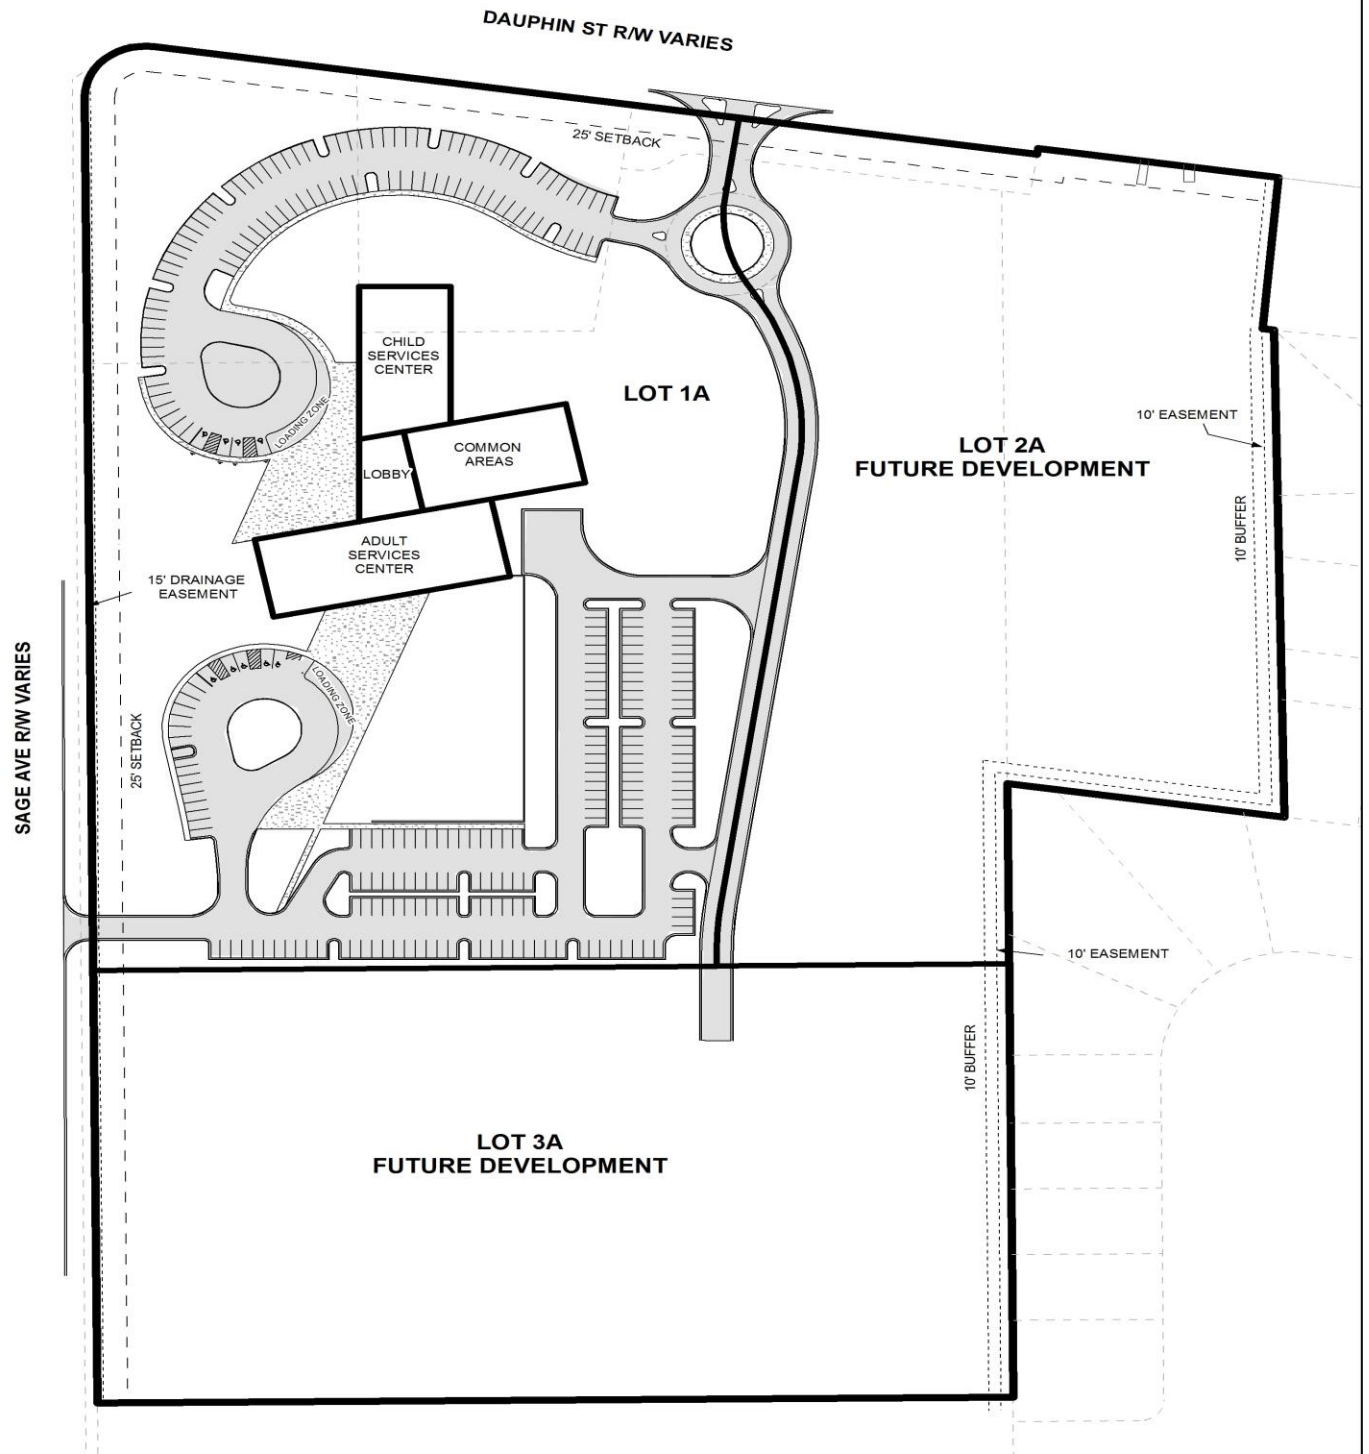 DAUPHIN ST R/W VARIES
25' SETBACK
CHILD
SERVICES
CENTER
LOT 1A
LOADING ZONE
COMMON
AREAS
LOBBY
10' EASEMENT
LOT 2A
FUTURE DEVELOPMENT
10' BUFFER
ADULT
SERVICES
CENTER
15' DRAINAGE
EASEMENT
LOADING ZONE
SAGE AVE R/W VARIES
25' SETBACK
10' EASEMENT
10' BUFFER
LOT 3A
FUTURE DEVELOPMENT